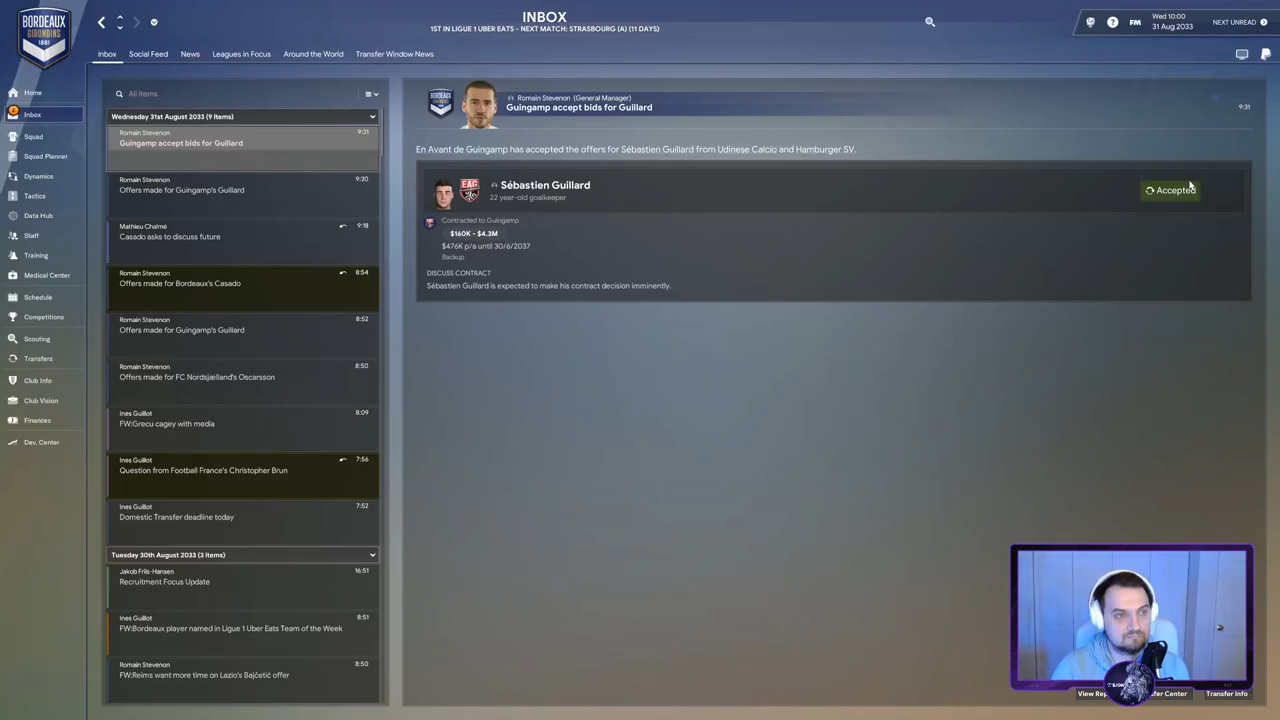 BORDEAUX
GIRONDINS
1881
INBOX
1ST IN LIGUE 1 UBER EATS - NEXT MATCH: STRASBOURG (A) (11 DAYS)
FM
Wed 10:00
31 Aug 2033
NEXT UNREAD
Inbox
Social Feed
News
Leagues in Focus
Around the World
Transfer Window News
Home
Inbox
Squad
Squad Planner
Dynamics
Tactics
Data Hub
Staff
Training
Medical Center
Schedule
Competitions
Scouting
Transfers
Club Info
Club Vision
Finances
Dev. Center
All Items
Wednesday 31st August 2033 (9 Items)
Romain Stevenon 9:31
Guingamp accept bids for Guillard
Romain Stevenon 9:30
Offers made for Guingamp's Guillard
Mathieu Chalmé 9:18
Casado asks to discuss future
Romain Stevenon 8:54
Offers made for Bordeaux's Casado
Romain Stevenon 8:52
Offers made for Guingamp's Guillard
Romain Stevenon 8:50
Offers made for FC Nordsjælland's Oscarsson
Ines Guillot 8:09
FW:Grecu cagey with media
Ines Guillot 7:56
Question from Football France's Christopher Brun
Ines Guillot 7:52
Domestic Transfer deadline today
Tuesday 30th August 2033 (3 Items)
Jakob Friis-Hansen 16:51
Recruitment Focus Update
Ines Guillot 8:51
FW:Bordeaux player named in Ligue 1 Uber Eats Team of the Week
Romain Stevenon 8:50
FW:Reims want more time on Lazio's Bajčetić offer
Romain Stevenon (General Manager)
Guingamp accept bids for Guillard
9:31
En Avant de Guingamp has accepted the offers for Sébastien Guillard from Udinese Calcio and Hamburger SV.
EAG
Sébastien Guillard
22 year-old goalkeeper
Accepted
Contracted to Guingamp
$160K - $4.3M
$476K p/a until 30/6/2037
Backup
DISCUSS CONTRACT
Sébastien Guillard is expected to make his contract decision imminently.
View Rep
sfer Center
Transfer Info